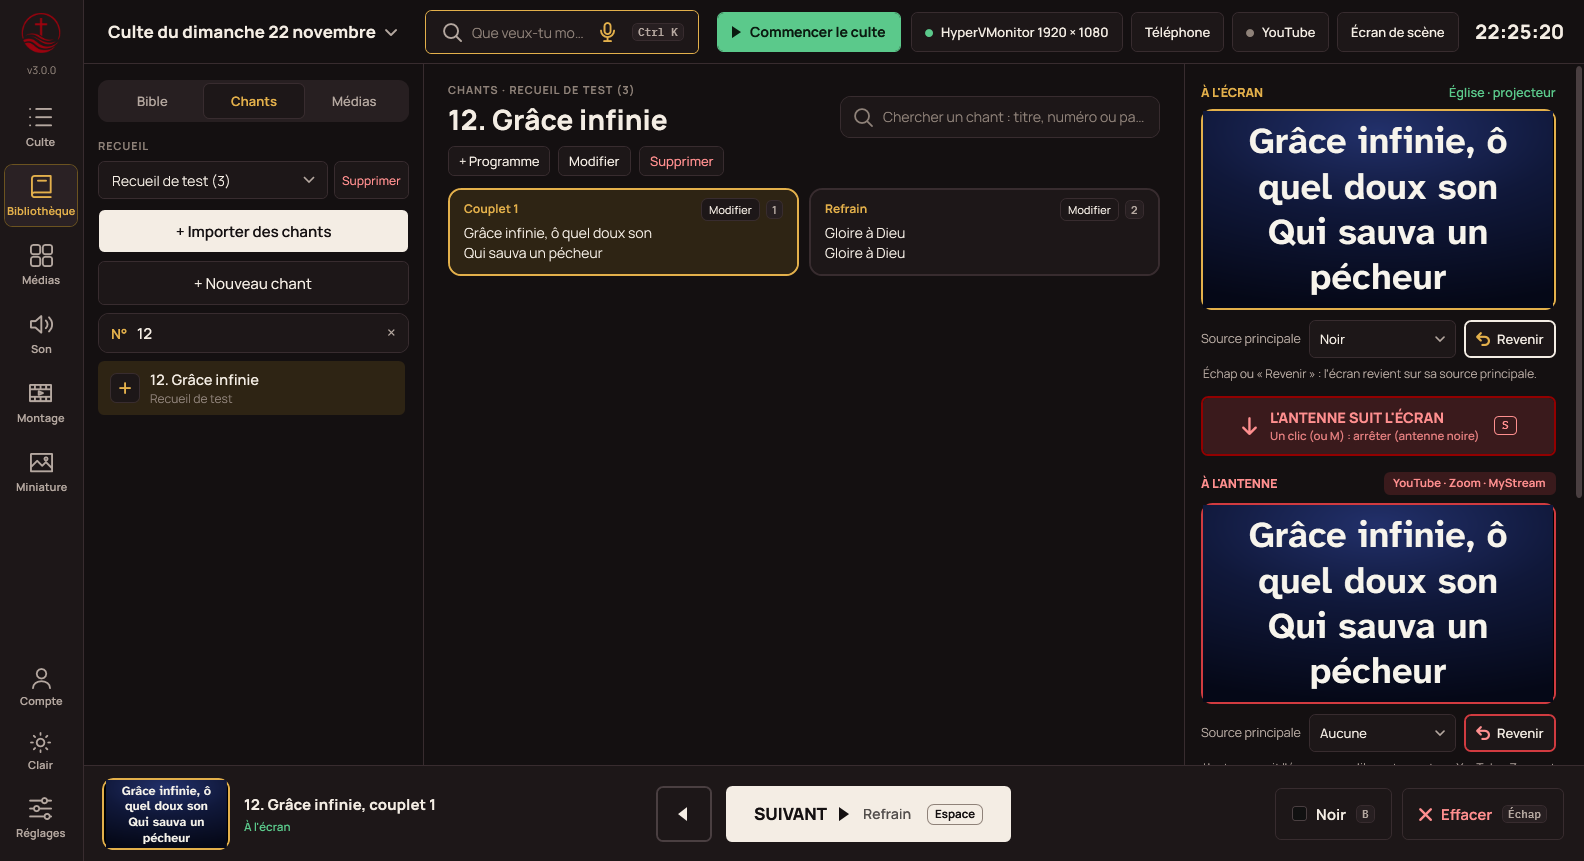 Culte du dimanche 22 novembre
Que veux-tu mo...
Ctrl K
Commencer le culte
HyperVMonitor 1920 × 1080
Téléphone
YouTube
Écran de scène
22:25:20
v3.0.0
Culte
Bibliothèque
Médias
Son
Montage
Miniature
Compte
Clair
Réglages
Bible
Chants
Médias
RECUEIL
Recueil de test (3)
Supprimer
+ Importer des chants
+ Nouveau chant
N° 12 ×
+ 12. Grâce infinie
Recueil de test
CHANTS · RECUEIL DE TEST (3)
12. Grâce infinie
Chercher un chant : titre, numéro ou pa...
+ Programme
Modifier
Supprimer
Couplet 1
Modifier
1
Grâce infinie, ô quel doux son
Qui sauva un pécheur
Refrain
Modifier
2
Gloire à Dieu
Gloire à Dieu
À L'ÉCRAN
Église · projecteur
Grâce infinie, ô
quel doux son
Qui sauva un
pécheur
Source principale
Noir
Revenir
Échap ou « Revenir » : l'écran revient sur sa source principale.
L'ANTENNE SUIT L'ÉCRAN
Un clic (ou M) : arrêter (antenne noire)
S
À L'ANTENNE
YouTube · Zoom · MyStream
Grâce infinie, ô
quel doux son
Qui sauva un
pécheur
Source principale
Aucune
Revenir
Grâce infinie, ô
quel doux son
Qui sauva un
pécheur
12. Grâce infinie, couplet 1
À l'écran
SUIVANT
Refrain
Espace
Noir
B
Effacer
Échap